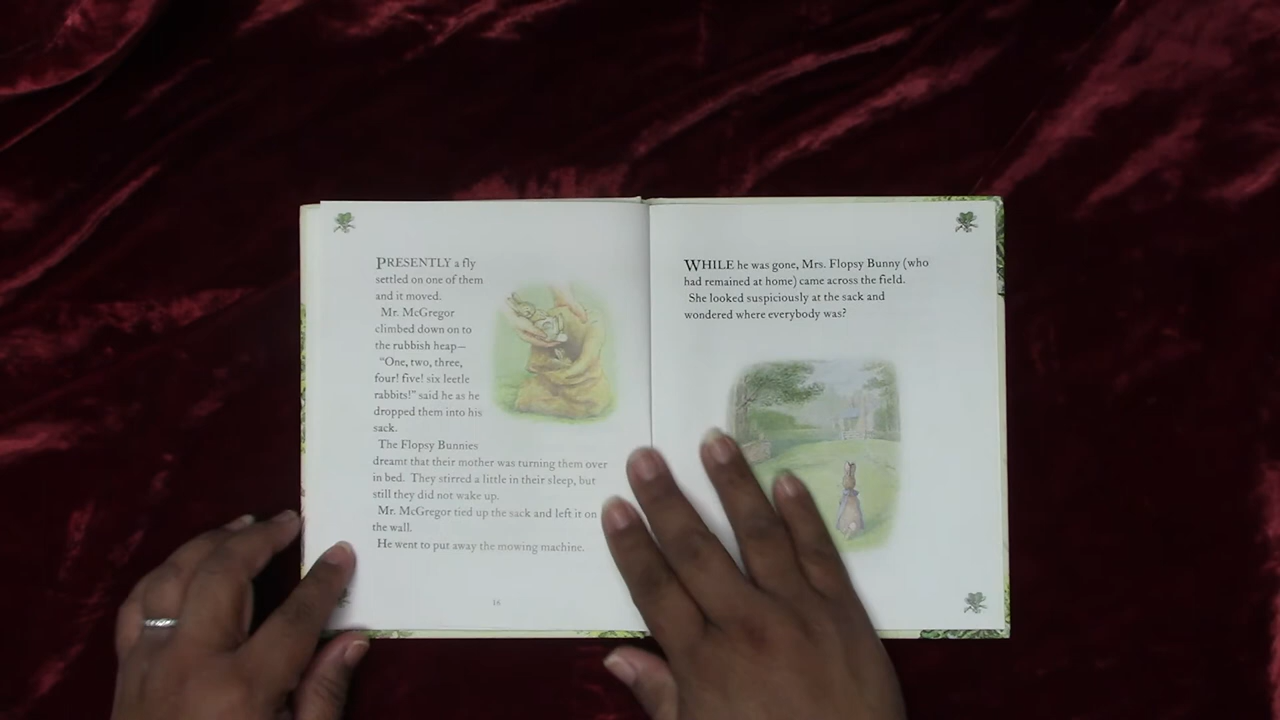 PRESENTLY a fly
settled on one of them
and it moved.
Mr. McGregor
climbed down on to
the rubbish heap—
"One, two, three,
four! five! six leetle
rabbits!" said he as he
dropped them into his
sack.
The Flopsy Bunnies
dreamt that their mother was turning them over
in bed. They stirred a little in their sleep, but
still they did not wake up.
Mr. McGregor tied up the sack and left it on
the wall.
He went to put away the mowing machine.
16
WHILE he was gone, Mrs. Flopsy Bunny (who
had remained at home) came across the field.
She looked suspiciously at the sack and
wondered where everybody was?